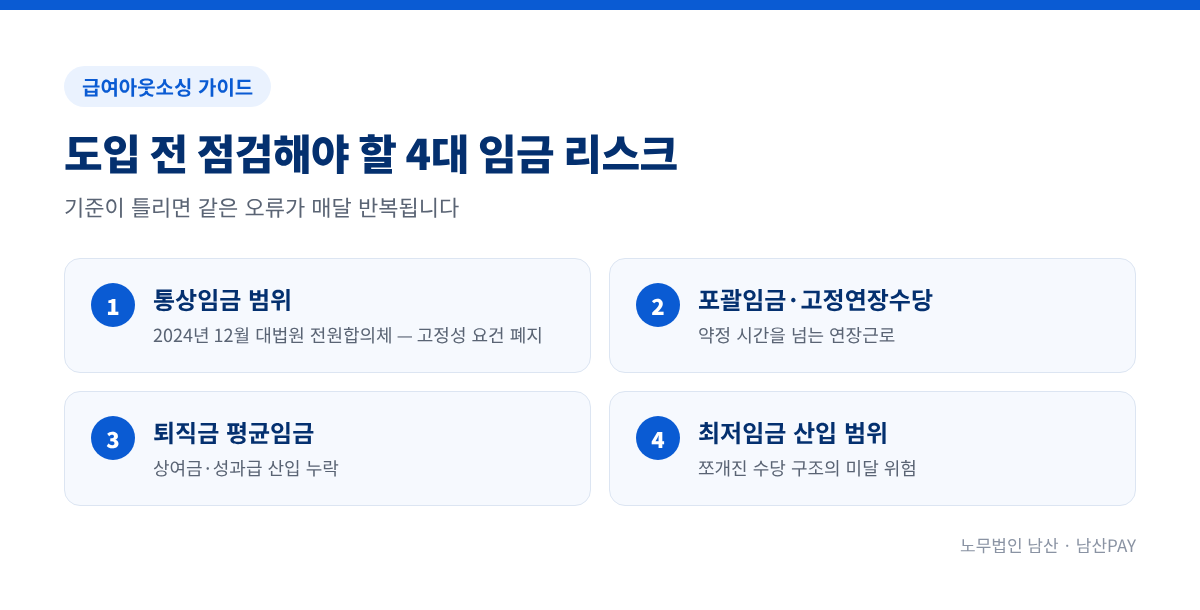 급여아웃소싱 가이드
도입 전 점검해야 할 4대 임금 리스크
기준이 틀리면 같은 오류가 매달 반복됩니다
1
통상임금 범위
2024년 12월 대법원 전원합의체 — 고정성 요건 폐지
2
포괄임금·고정연장수당
약정 시간을 넘는 연장근로
3
퇴직금 평균임금
상여금·성과급 산입 누락
4
최저임금 산입 범위
쪼개진 수당 구조의 미달 위험
노무법인 남산 · 남산PAY